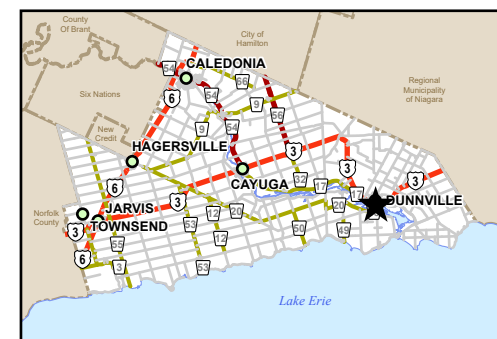 County
Of Brant
City of
Hamilton
CALEDONIA
54
66
Six Nations
6
54
9
Regional
Municipality
of Niagara
56
New
Credit
9
54
HAGERSVILLE
3
3
CAYUGA
32
17
17
3
6
3
DUNNVILLE
JARVIS
20
20
Norfolk
County
TOWNSEND
12
53
3
55
12
50
49
6
3
53
Lake Erie